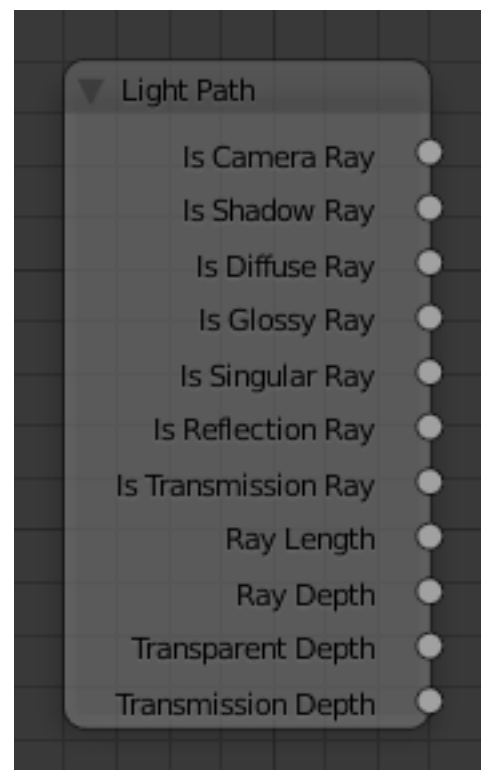 Light Path
Is Camera Ray
Is Shadow Ray
Is Diffuse Ray
Is Glossy Ray
Is Singular Ray
Is Reflection Ray
Is Transmission Ray
Ray Length
Ray Depth
Transparent Depth
Transmission Depth